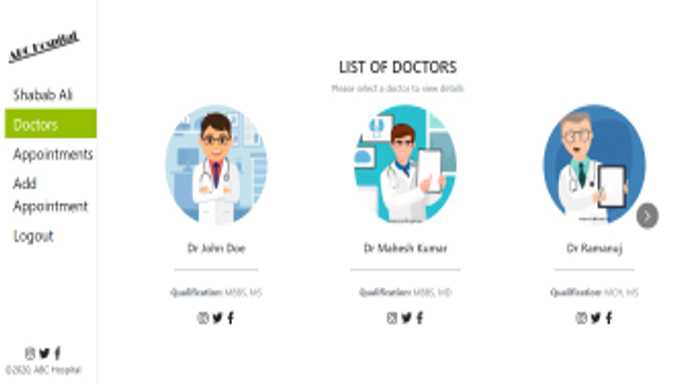 ABC Hospital
Shabab Ali
Doctors
Appointments
Add
Appointment
Logout
©2020, ABC Hospital
LIST OF DOCTORS
Please select a doctor to view details
Dr John Doe
Qualification: MBBS, MS
Dr Mahesh Kumar
Qualification: MBBS, MD
Dr Ramanuj
Qualification: MS